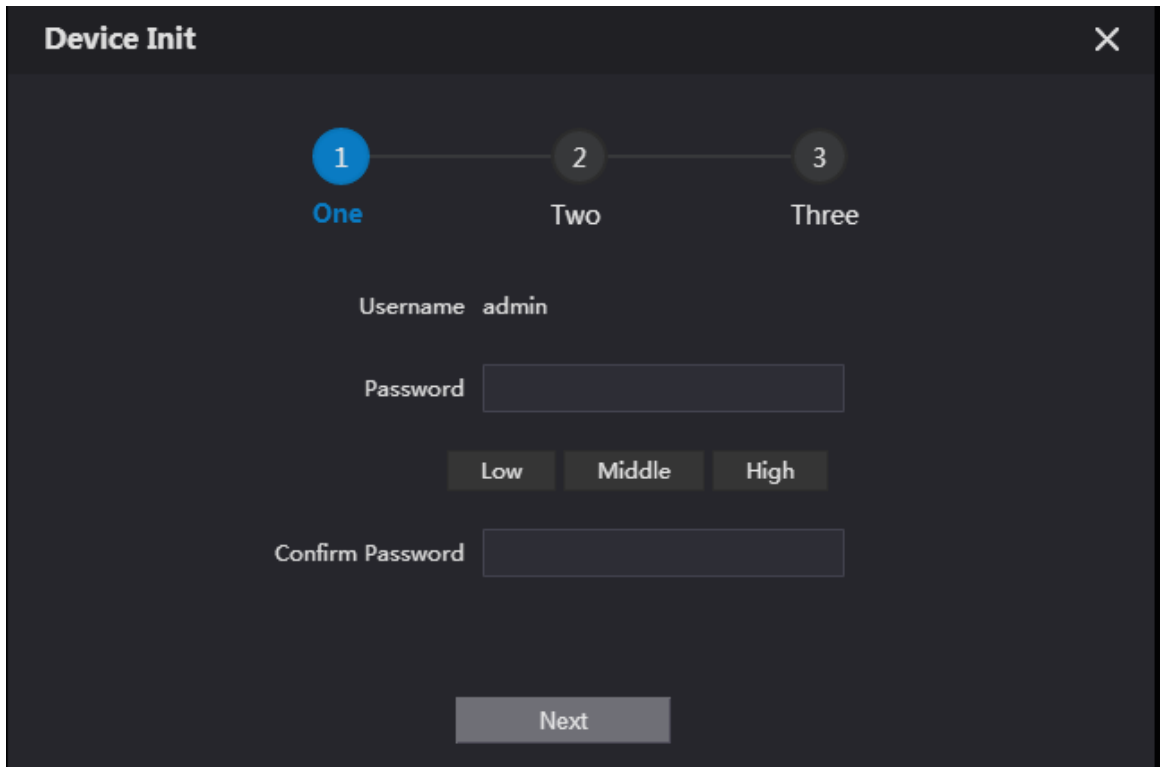 Device Init
1 2 3
One Two Three
Username admin
Password
Low Middle High
Confirm Password
Next